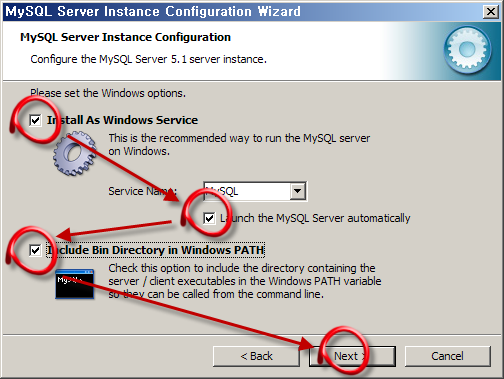 MySQL Server Instance Configuration Wizard
MySQL Server Instance Configuration
Configure the MySQL Server 5.1 server instance.
Please set the Windows options.
Install As Windows Service
This is the recommended way to run the MySQL server
on Windows.
Service Name: MySQL
Launch the MySQL Server automatically
Include Bin Directory in Windows PATH
Check this option to include the directory containing the
server / client executables in the Windows PATH variable
so they can be called from the command line.
< Back Next > Cancel